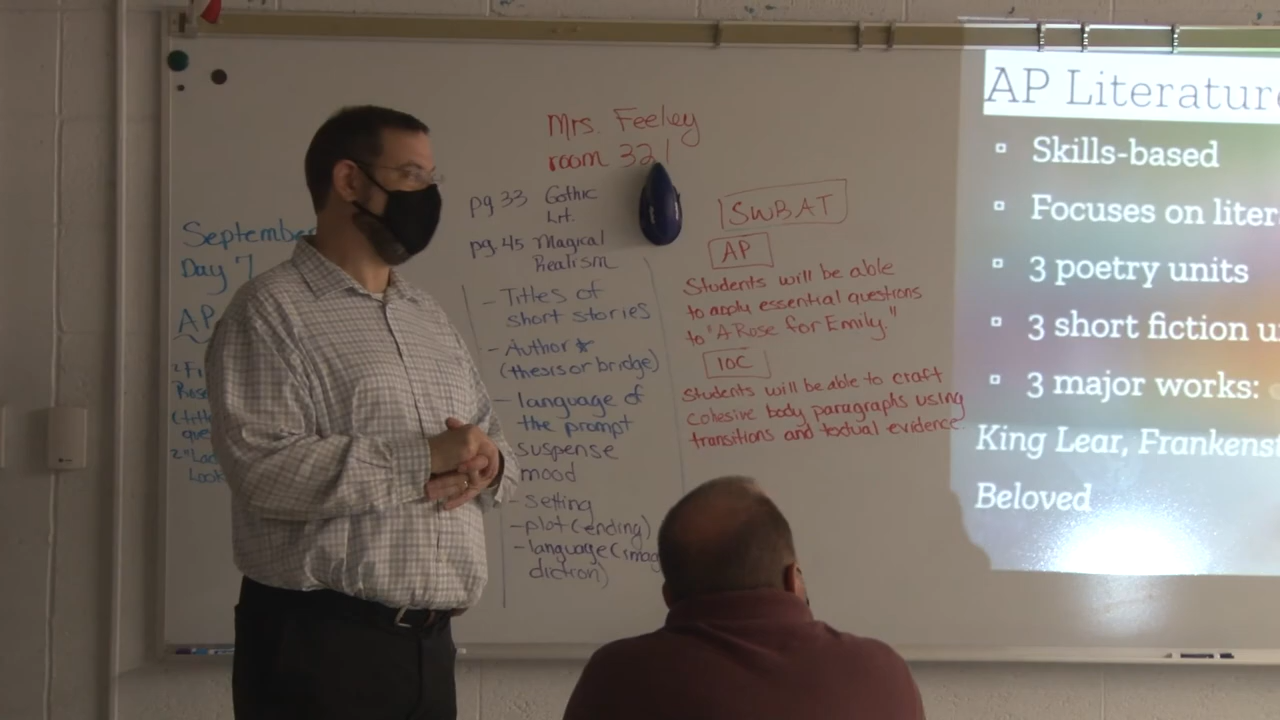 Mrs. Feeley
room 321
pg 33 Gothic
Lit.
pg. 45 Magical
Realism
September
Day 7
AP
- Titles of
short stories
- Author *
(thesis or bridge)
- language of
the prompt
suspense
mood
- setting
- plot (ending)
- language (imag
diction)
SWBAT
AP
Students will be able
to apply essential questions
to "A Rose for Emily."
IOC
Students will be able to craft
cohesive body paragraphs using
transitions and textual evidence.
AP Literature
Skills-based
Focuses on liter
3 poetry units
3 short fiction u
3 major works:
King Lear, Frankenst
Beloved